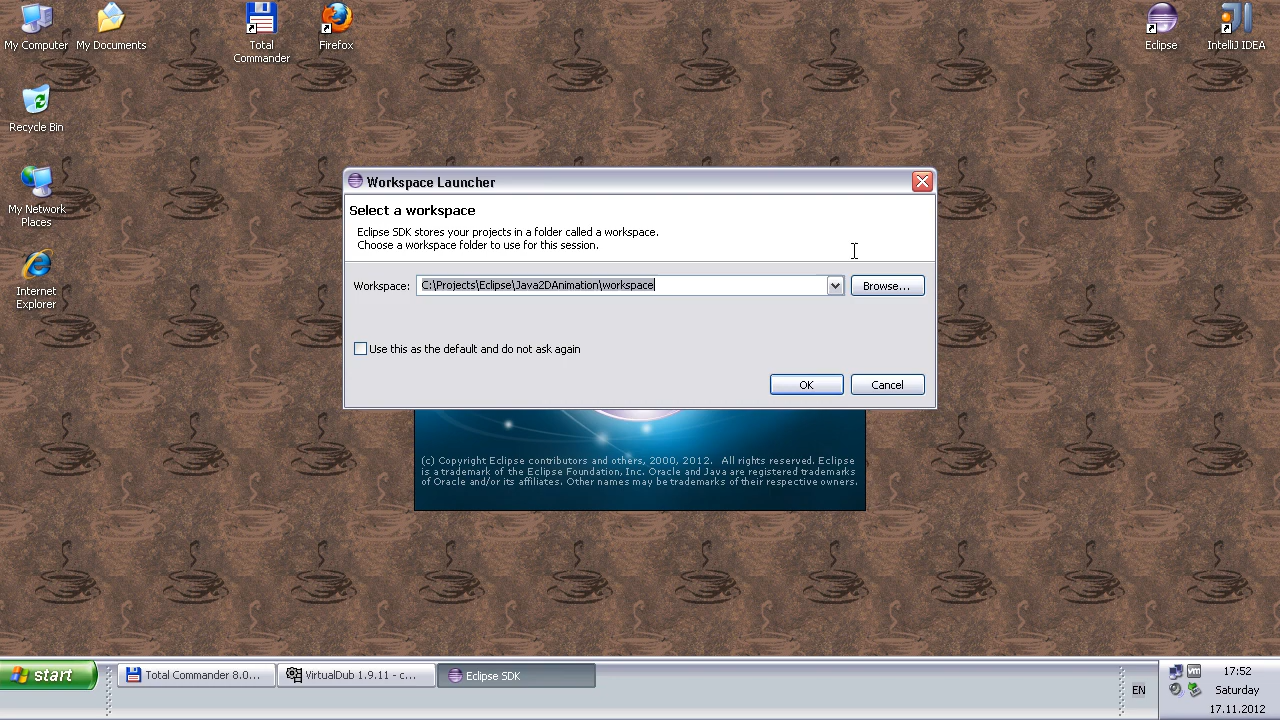 My Computer
My Documents
Total
Commander
Firefox
Eclipse
IntelliJ IDEA
Recycle Bin
My Network
Places
Internet
Explorer
Workspace Launcher
Select a workspace
Eclipse SDK stores your projects in a folder called a workspace.
Choose a workspace folder to use for this session.
Workspace:
C:\Projects\Eclipse\Java2DAnimation\workspace
Browse...
Use this as the default and do not ask again
OK
Cancel
(c) Copyright Eclipse contributors and others, 2000, 2012. All rights reserved. Eclipse
is a trademark of the Eclipse Foundation, Inc. Oracle and Java are registered trademarks
of Oracle and/or its affiliates. Other names may be trademarks of their respective owners.
start
Total Commander 8.0...
VirtualDub 1.9.11 - c...
Eclipse SDK
EN
vm
17:52
Saturday
17.11.2012